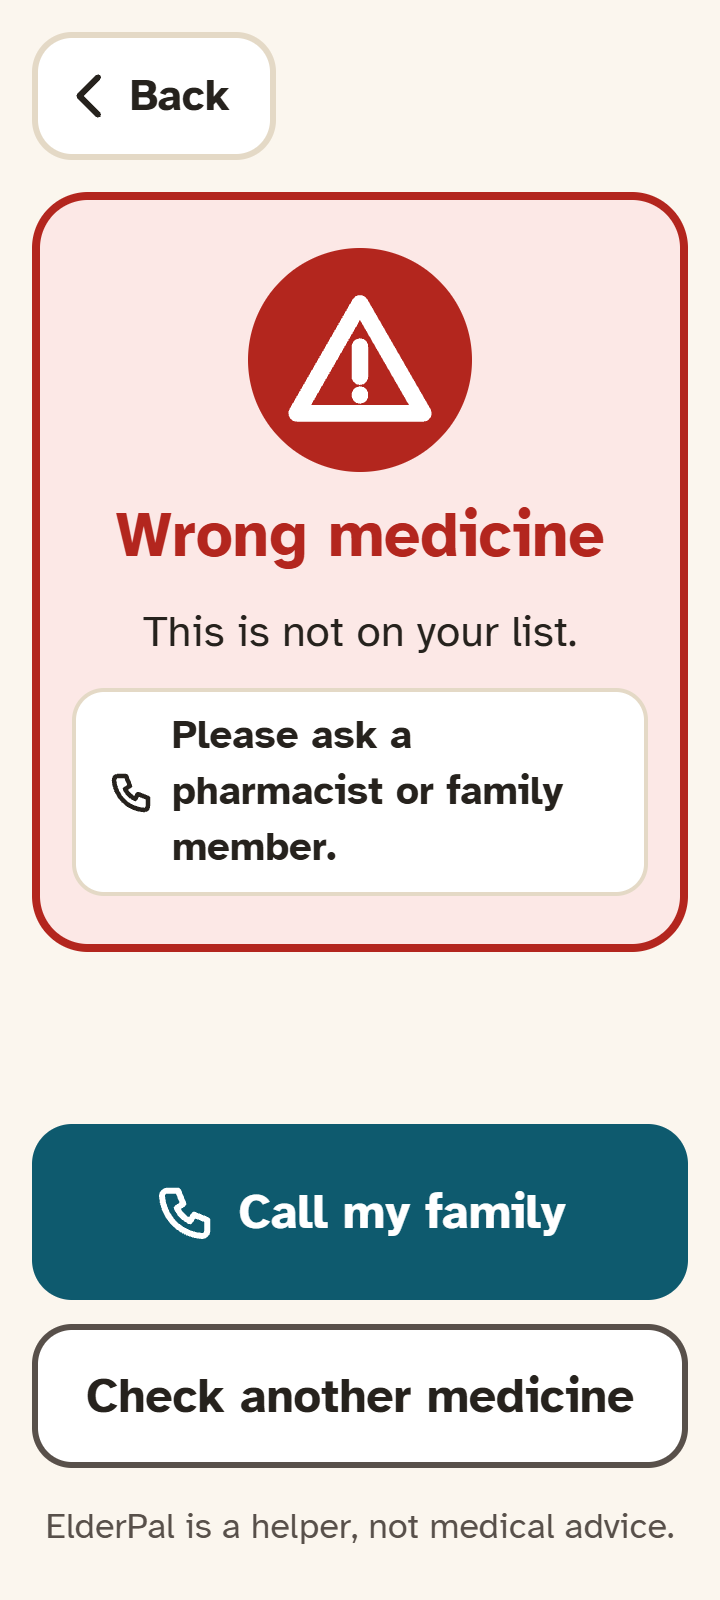 Back
Wrong medicine
This is not on your list.
Please ask a
pharmacist or family
member.
Call my family
Check another medicine
ElderPal is a helper, not medical advice.